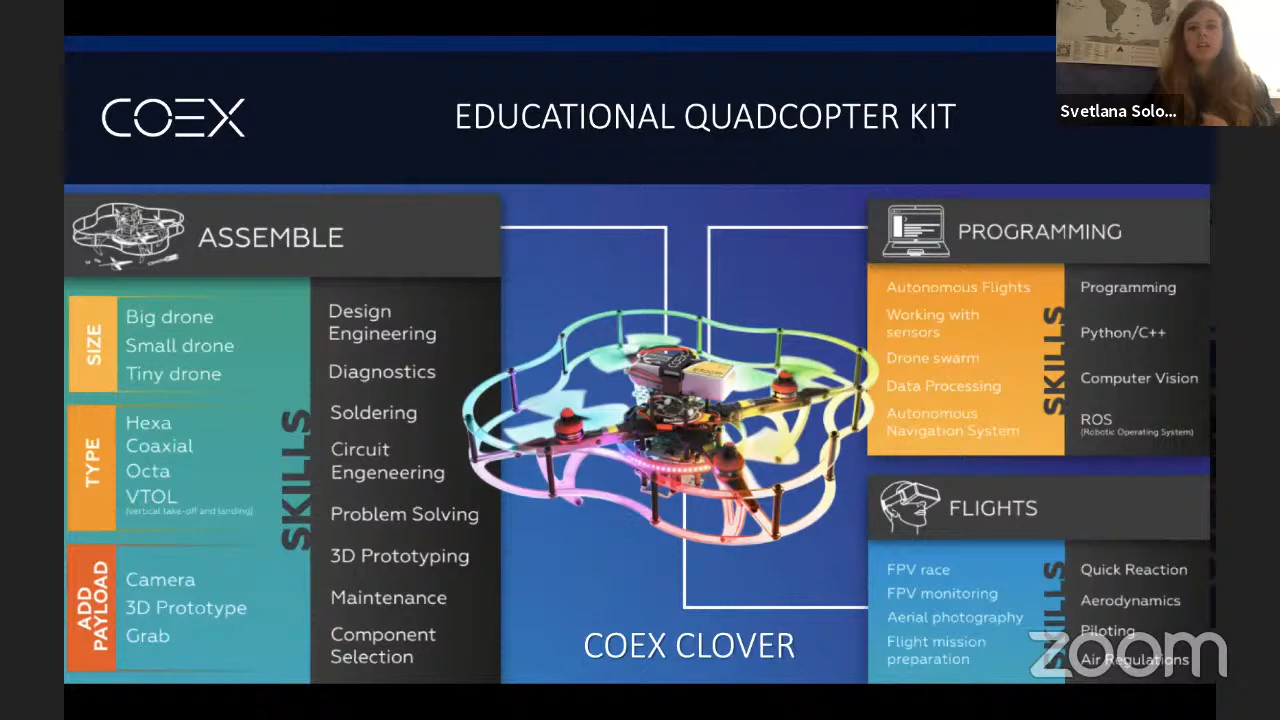 COEX
EDUCATIONAL QUADCOPTER KIT
Svetlana Solo...
ASSEMBLE
SIZE
Big drone
Small drone
Tiny drone
TYPE
Hexa
Coaxial
Octa
VTOL
(vertical take-off and landing)
ADD
PAYLOAD
Camera
3D Prototype
Grab
SKILLS
Design
Engineering
Diagnostics
Soldering
Circuit
Engeneering
Problem Solving
3D Prototyping
Maintenance
Component
Selection
COEX
COEX CLOVER
PROGRAMMING
Autonomous Flights
Working with
sensors
Drone swarm
Data Processing
Autonomous
Navigation System
SKILLS
Programming
Python/C++
Computer Vision
ROS
(Robotic Operating System)
FLIGHTS
FPV race
FPV monitoring
Aerial photography
Flight mission
preparation
SKILLS
Quick Reaction
Aerodynamics
Piloting
Air Regulations
zoom